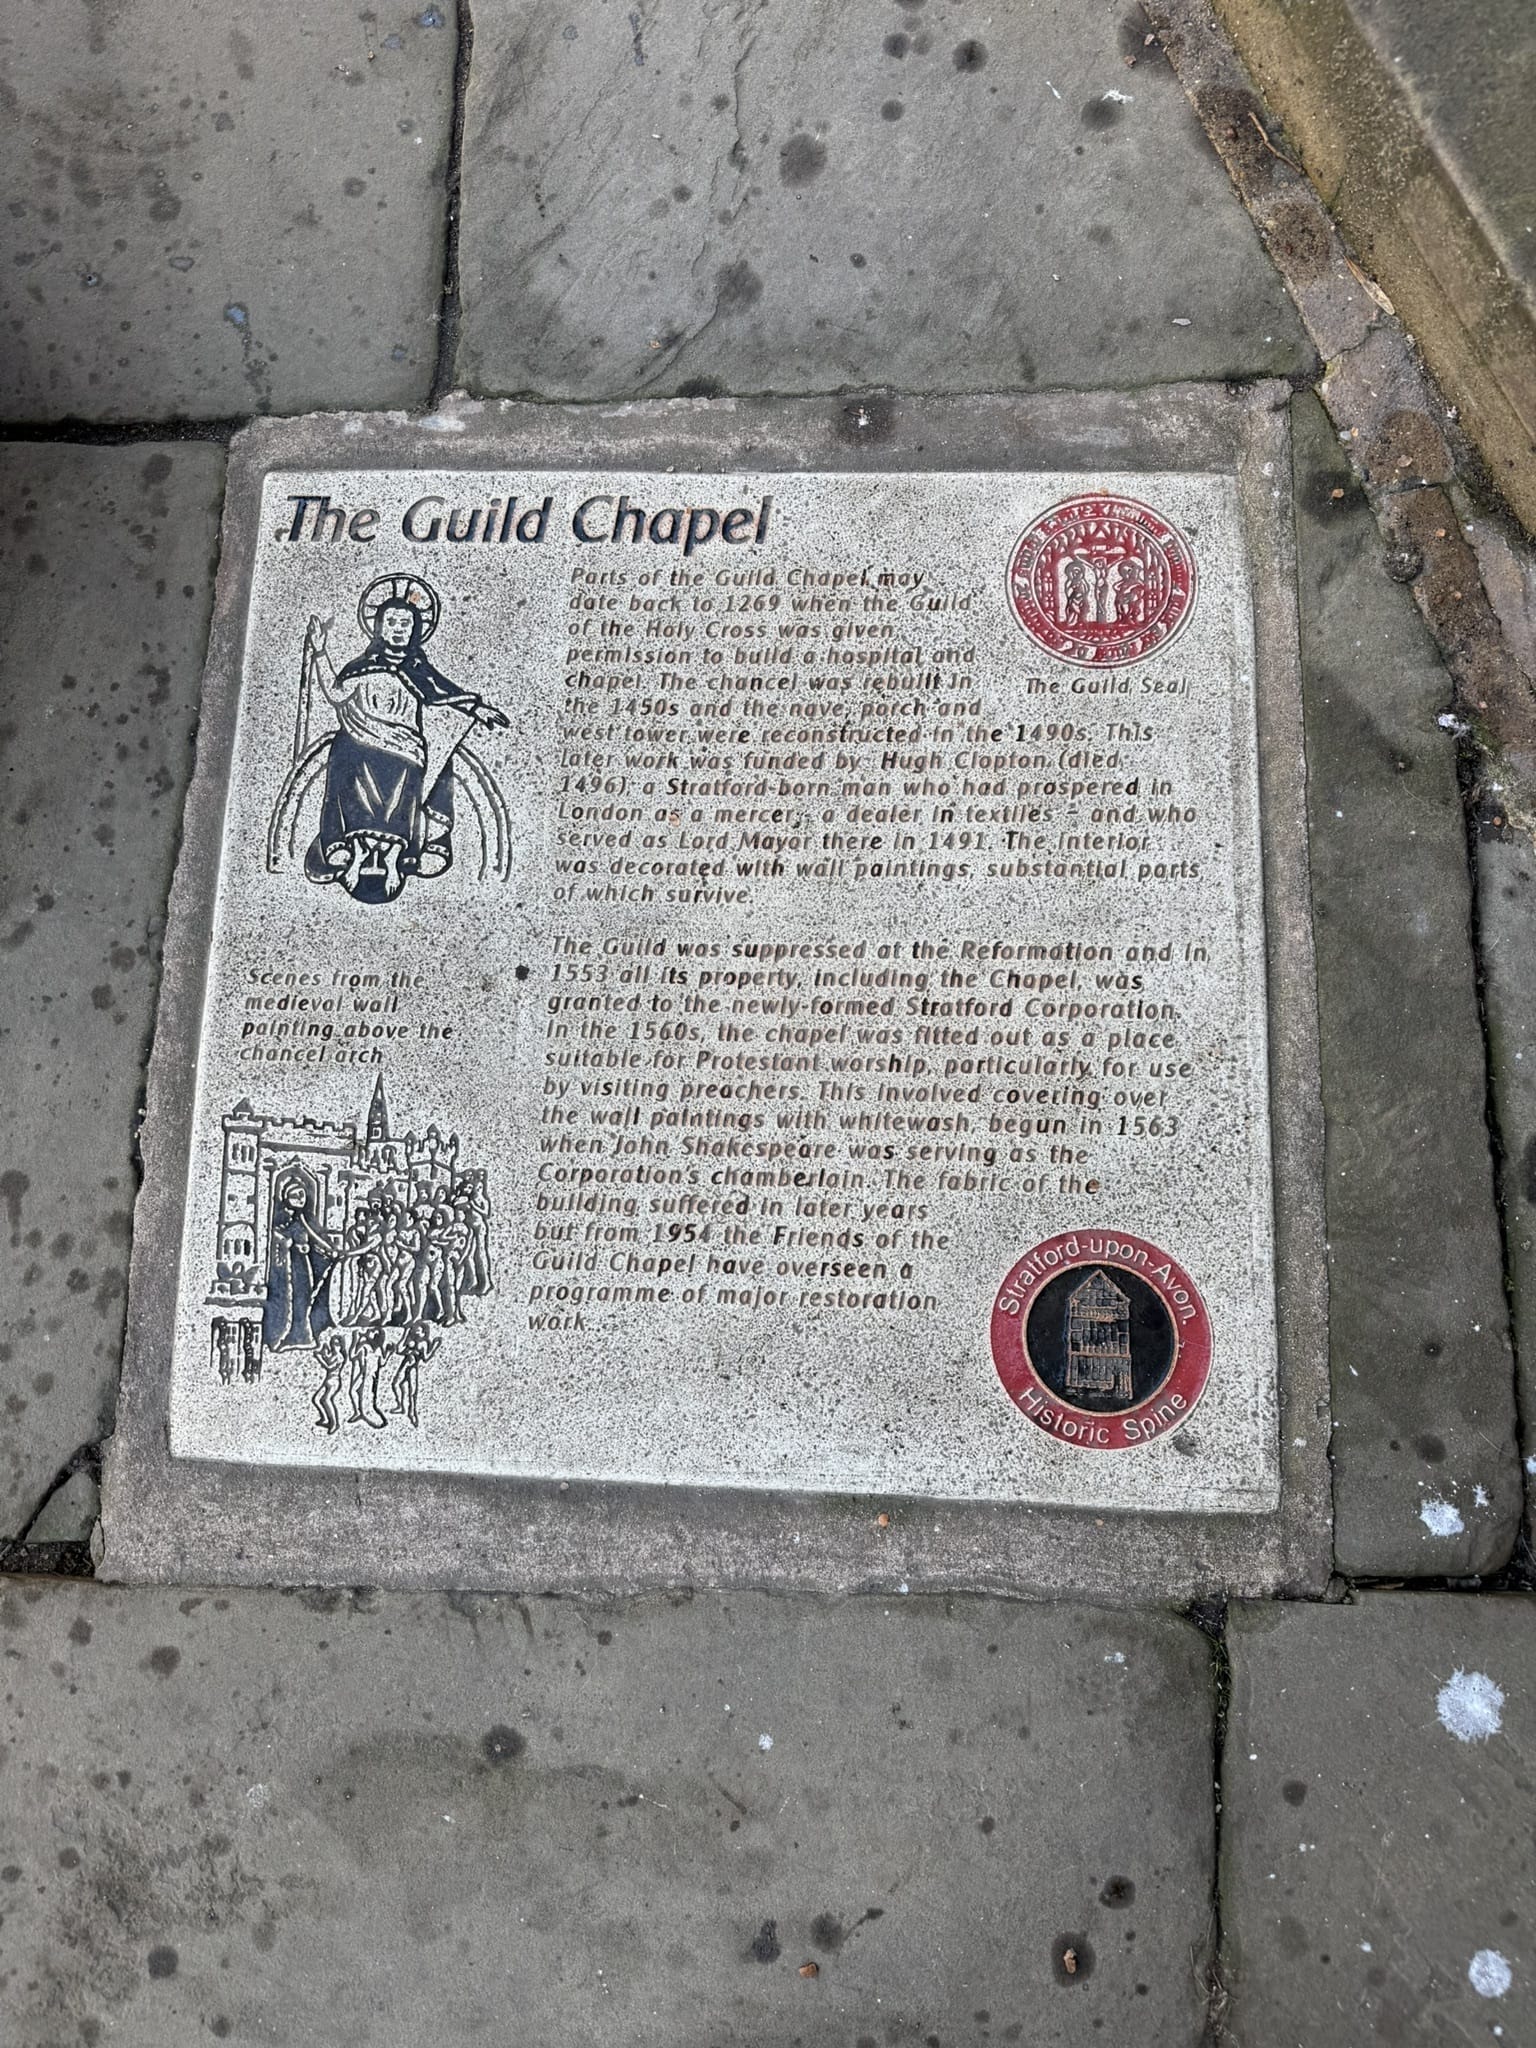 The Guild Chapel
Parts of the Guild Chapel may
date back to 1269 when the Guild
of the Holy Cross was given
permission to build a hospital and
chapel. The chancel was rebuilt in
the 1450s and the nave, porch and
west tower were reconstructed in the 1490s. This
later work was funded by Hugh Clopton (died
1496), a Stratford-born man who had prospered in
London as a mercer - a dealer in textiles - and who
served as Lord Mayor there in 1491. The interior
was decorated with wall paintings, substantial parts
of which survive.
The Guild Seal
The Guild was suppressed at the Reformation and in
1553 all its property, including the Chapel, was
granted to the newly-formed Stratford Corporation.
In the 1560s, the chapel was fitted out as a place
suitable for Protestant worship, particularly for use
by visiting preachers. This involved covering over
the wall paintings with whitewash, begun in 1563
when John Shakespeare was serving as the
Corporation's chamberlain. The fabric of the
building suffered in later years
but from 1954 the Friends of the
Guild Chapel have overseen a
programme of major restoration
work.
Scenes from the
medieval wall
painting above the
chancel arch
Stratford-upon-Avon
Historic Spine